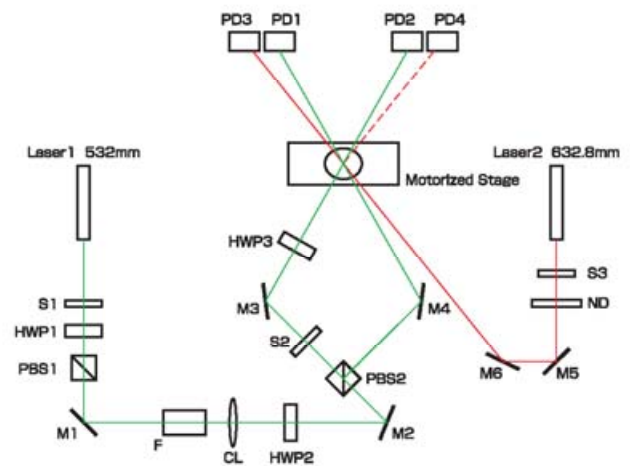 PD3 PD1 PD2 PD4
Laser1 532mm
Laser2 632.8mm
Motorized Stage
HWP3
S3
S1
ND
M3
M4
HWP1
S2
PBS1
PBS2
M6
M5
M1
M2
F
CL
HWP2